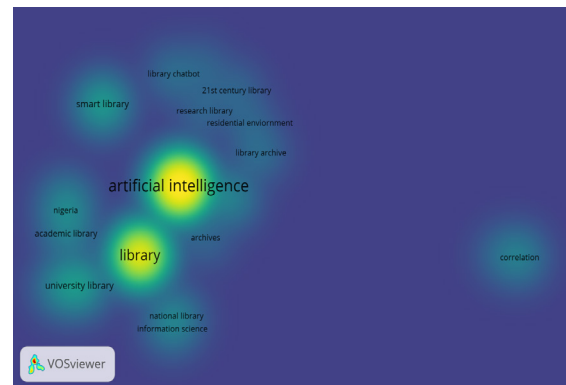 library chatbot
21st century library
smart library
research library
residential enviornment
library archive
artificial intelligence
nigeria
academic library
archives
library
correlation
university library
national library
information science
VOSviewer